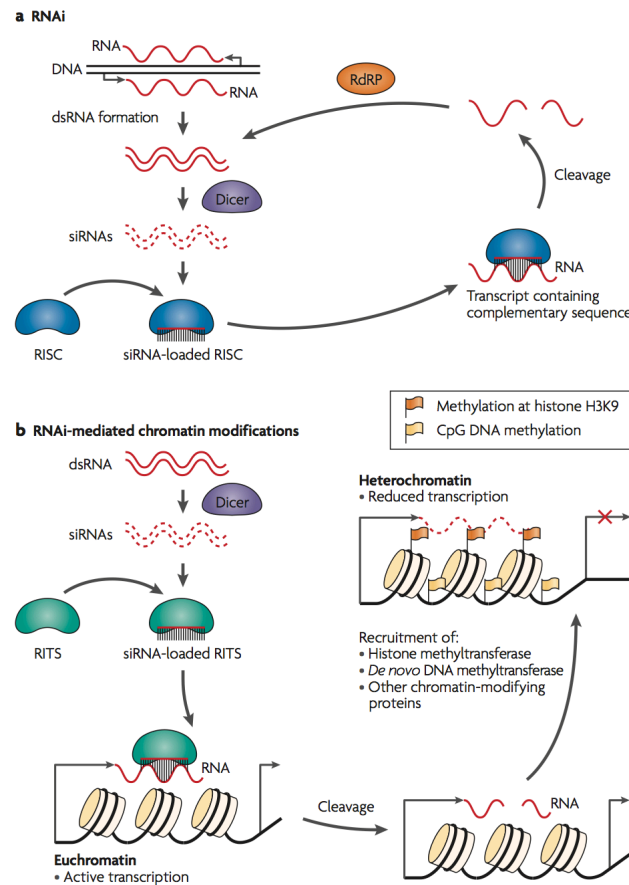 a RNAi
RNA
DNA
RNA
dsRNA formation
RdRP
Cleavage
Dicer
siRNAs
RNA
Transcript containing
complementary sequence
RISC
siRNA-loaded RISC
Methylation at histone H3K9
CpG DNA methylation
b RNAi-mediated chromatin modifications
dsRNA
Dicer
siRNAs
Heterochromatin
• Reduced transcription
RITS
siRNA-loaded RITS
Recruitment of:
• Histone methyltransferase
• De novo DNA methyltransferase
• Other chromatin-modifying
proteins
RNA
Cleavage
RNA
Euchromatin
• Active transcription